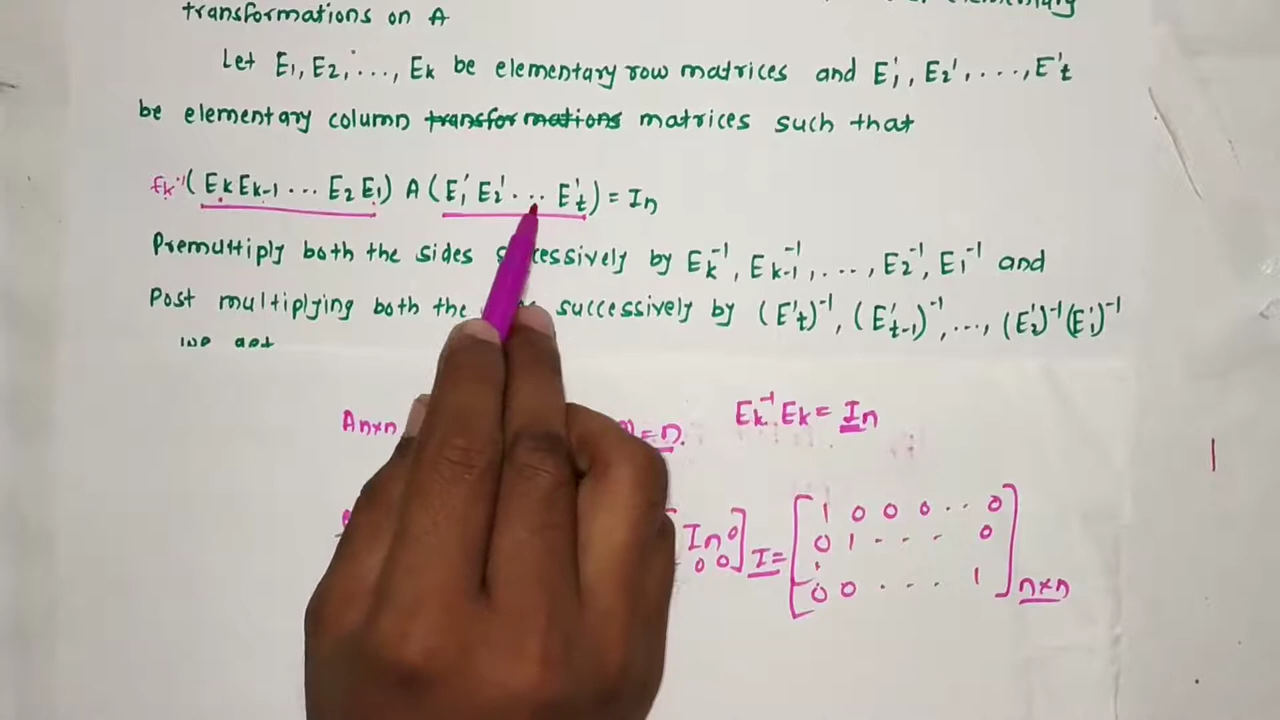 transformations on A
Let E1, E2, ..., Ek be elementary row matrices and E1', E2', ...., E't
be elementary column transformations matrices such that
Ek⁻¹ (Ek Ek-1 ... E2 E1) A (E1' E2' ... E't) = In
Premultiply both the sides successively by Ek⁻¹, Ek-1⁻¹, ..., E2⁻¹, E1⁻¹ and
Post multiplying both the successively by (E't)⁻¹, (E't-1)⁻¹, ..., (E2')⁻¹ (E1')⁻¹
we get
An×n = n. Ek⁻¹ Ek = In
[In 0
0 0] I = [1 0 0 0 .. 0
0 1 - - - 0
0 0 . . . 1] n×n